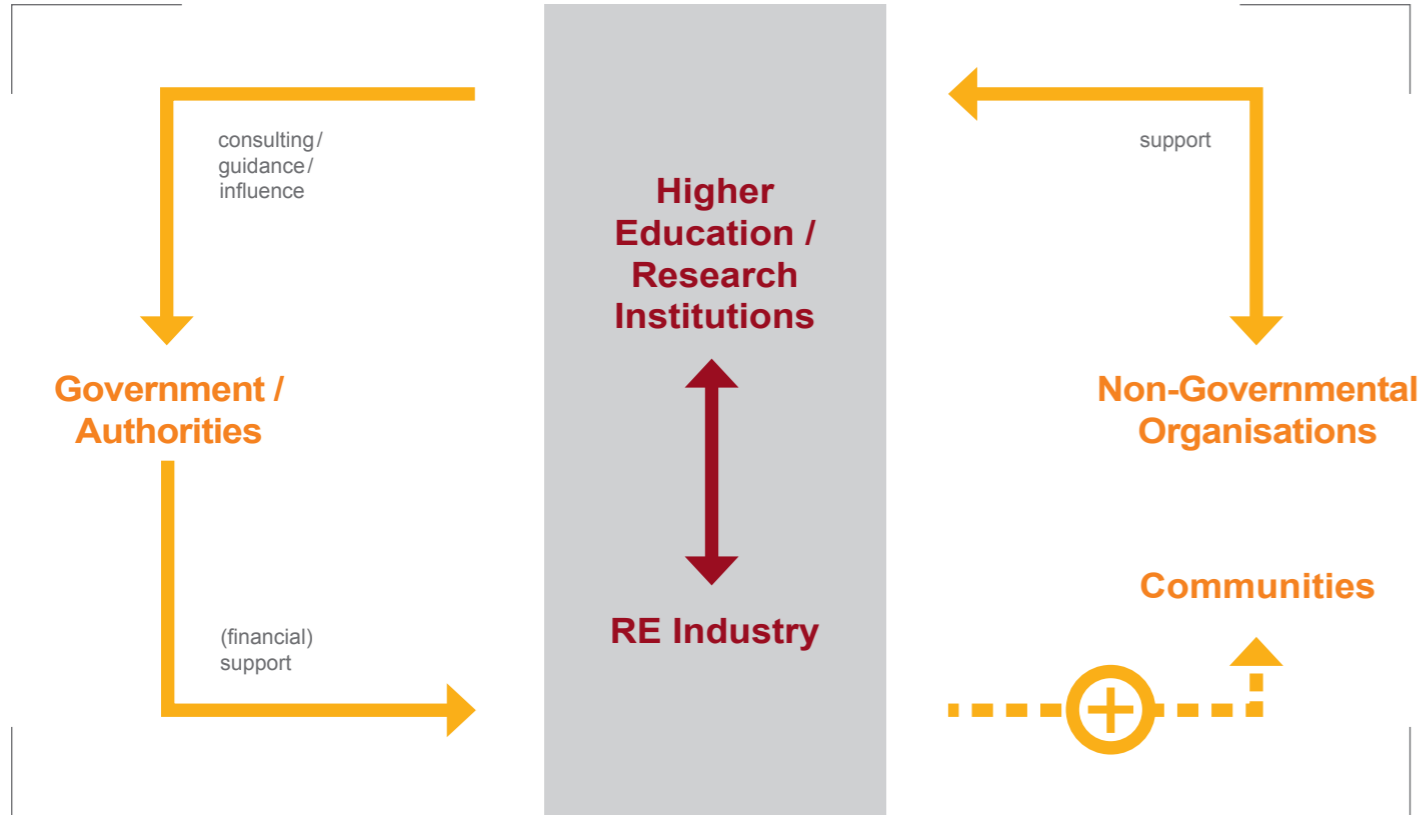 consulting/
guidance/
influence
Government /
Authorities
(financial)
support
Higher
Education /
Research
Institutions
RE Industry
support
Non-Governmental
Organisations
Communities